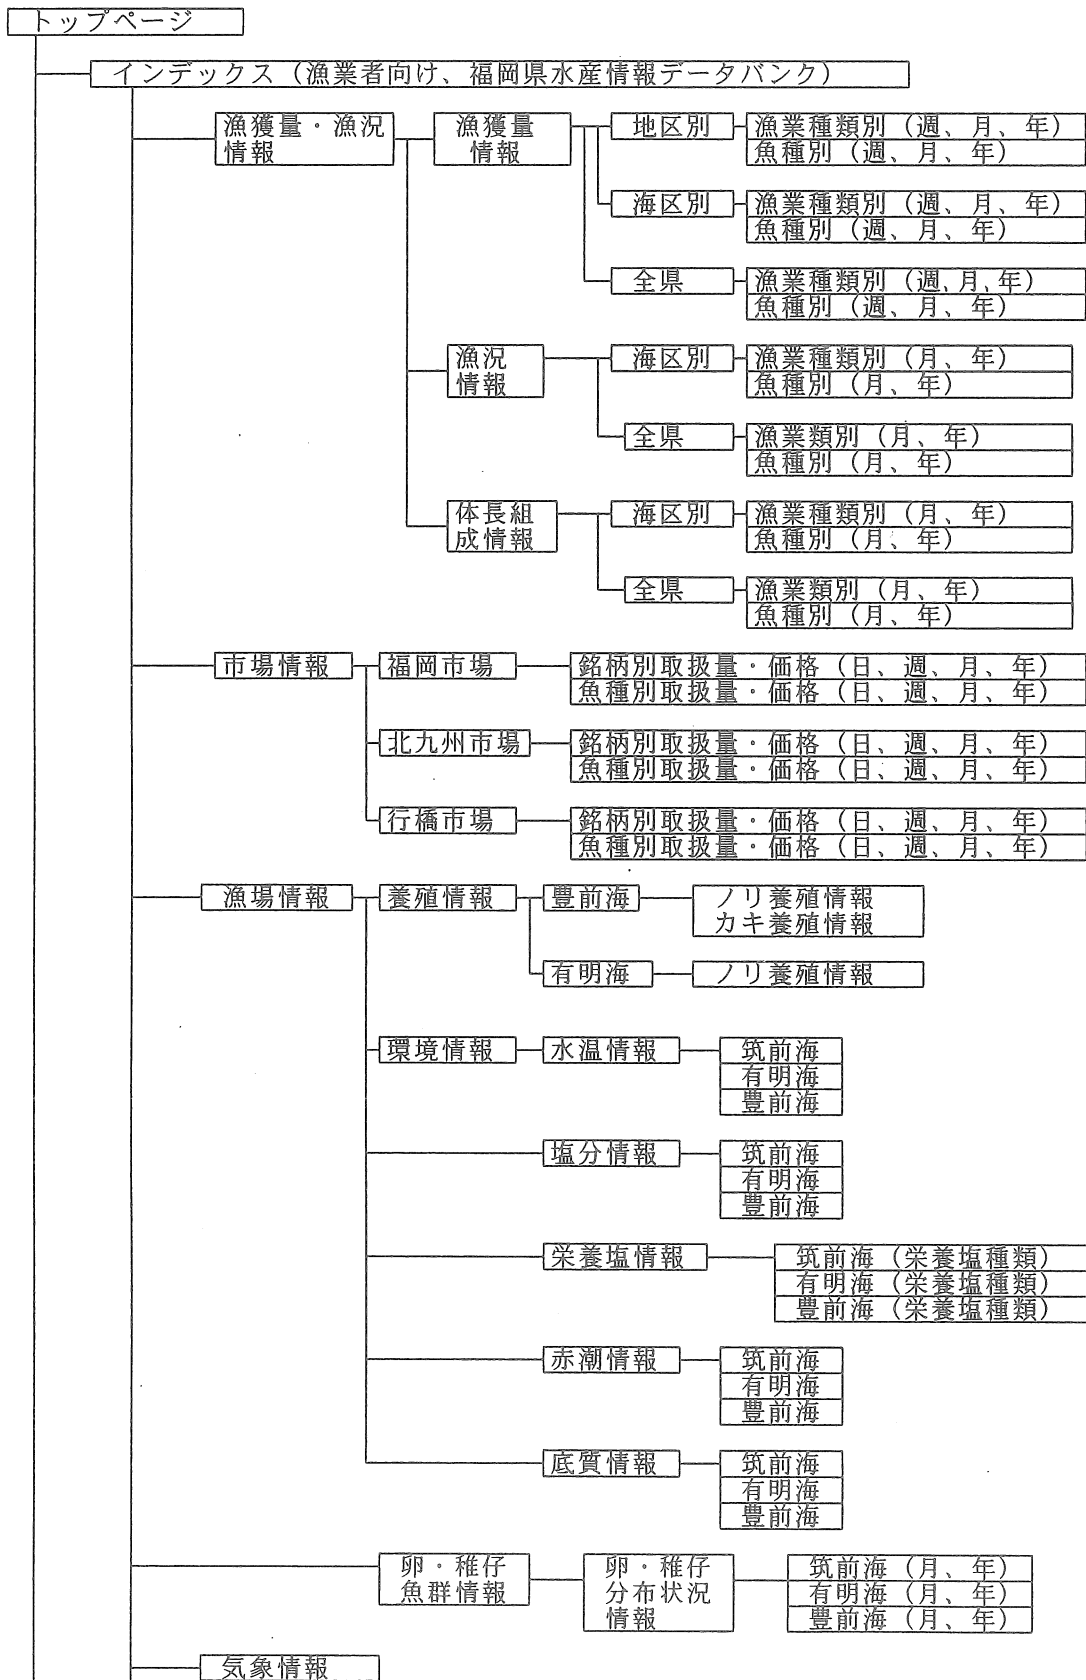 トップページ
インデックス（漁業者向け、福岡県水産情報データバンク）
漁獲量・漁況
情報
漁獲量
情報
地区別
漁業種類別（週、月、年）
魚種別（週、月、年）
海区別
漁業種類別（週、月、年）
魚種別（週、月、年）
全県
漁業種類別（週,月,年）
魚種別（週、月、年）
漁況
情報
海区別
漁業種類別（月、年）
魚種別（月、年）
全県
漁業類別（月、年）
魚種別（月、年）
体長組
成情報
海区別
漁業種類別（月、年）
魚種別（月、年）
全県
漁業類別（月、年）
魚種別（月、年）
市場情報
福岡市場
銘柄別取扱量・価格（日、週、月、年）
魚種別取扱量・価格（日、週、月、年）
北九州市場
銘柄別取扱量・価格（日、週、月、年）
魚種別取扱量・価格（日、週、月、年）
行橋市場
銘柄別取扱量・価格（日、週、月、年）
魚種別取扱量・価格（日、週、月、年）
漁場情報
養殖情報
豊前海
ノリ養殖情報
カキ養殖情報
有明海
ノリ養殖情報
環境情報
水温情報
筑前海
有明海
豊前海
塩分情報
筑前海
有明海
豊前海
栄養塩情報
筑前海（栄養塩種類）
有明海（栄養塩種類）
豊前海（栄養塩種類）
赤潮情報
筑前海
有明海
豊前海
底質情報
筑前海
有明海
豊前海
卵・稚仔
魚群情報
卵・稚仔
分布状況
情報
筑前海（月、年）
有明海（月、年）
豊前海（月、年）
気象情報